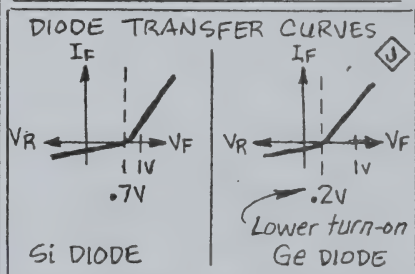 DIODE TRANSFER CURVES
J
IF
VR
VF
1V
.7V
Si DIODE
IF
VR
VF
1V
.2V
Lower turn-on
Ge DIODE